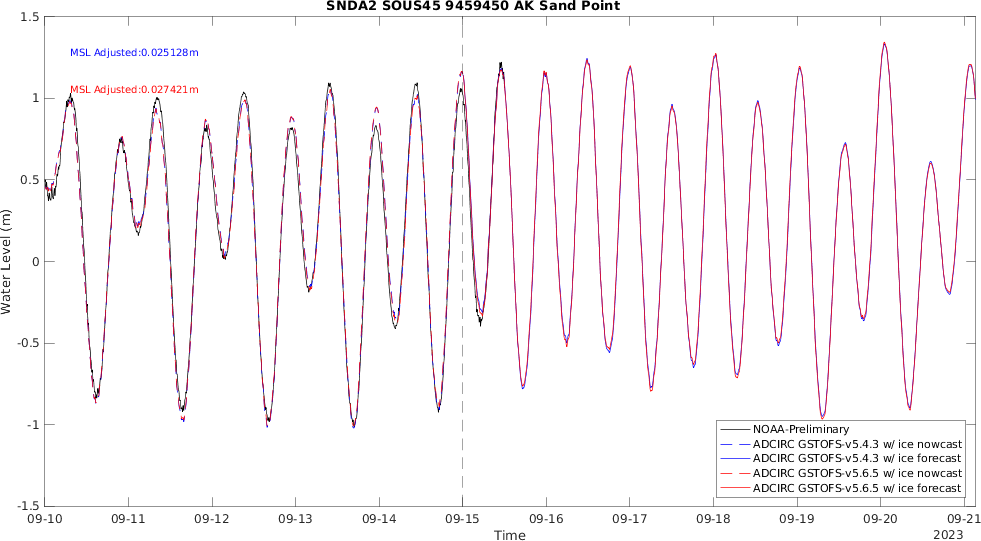 SNDA2 SOUS45 9459450 AK Sand Point
MSL Adjusted:0.025128m
MSL Adjusted:0.027421m
Water Level (m)
1.5
1
0.5
0
-0.5
-1
-1.5
NOAA-Preliminary
ADCIRC GSTOFS-v5.4.3 w/ ice nowcast
ADCIRC GSTOFS-v5.4.3 w/ ice forecast
ADCIRC GSTOFS-v5.6.5 w/ ice nowcast
ADCIRC GSTOFS-v5.6.5 w/ ice forecast
09-10 09-11 09-12 09-13 09-14 09-15 09-16 09-17 09-18 09-19 09-20 09-21
Time
2023